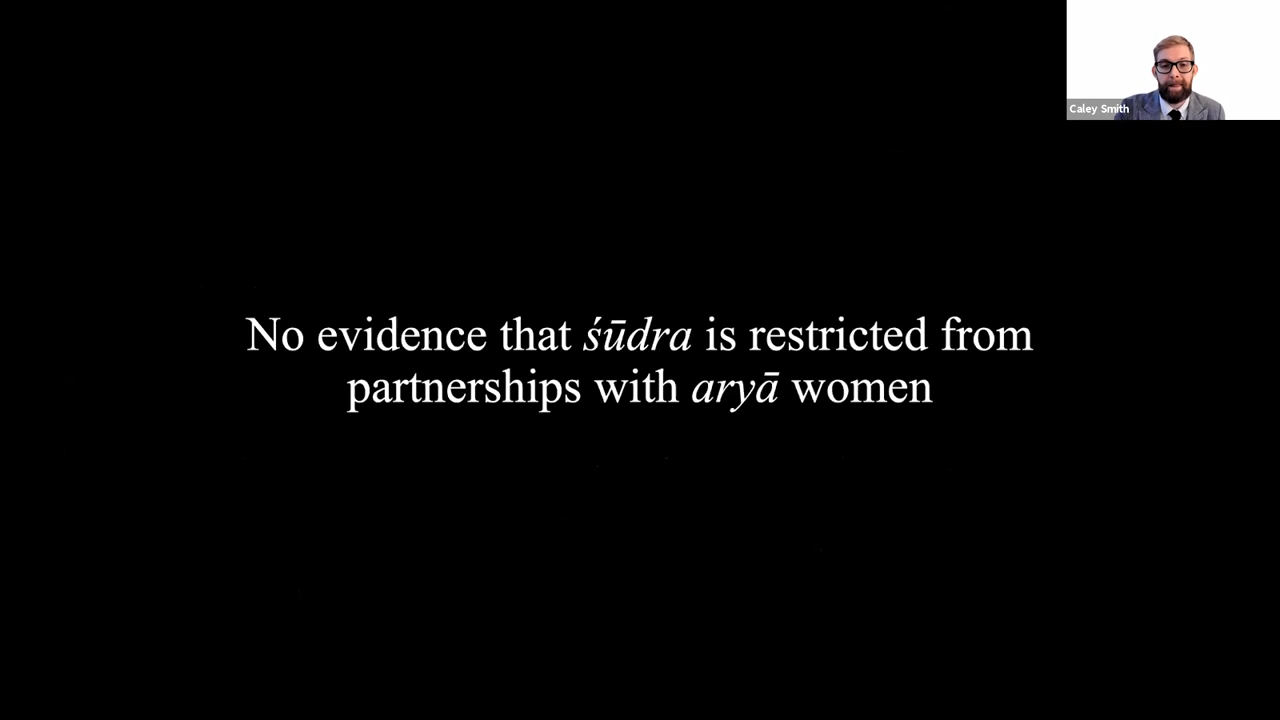 Caley Smith
No evidence that śūdra is restricted from
partnerships with aryā women